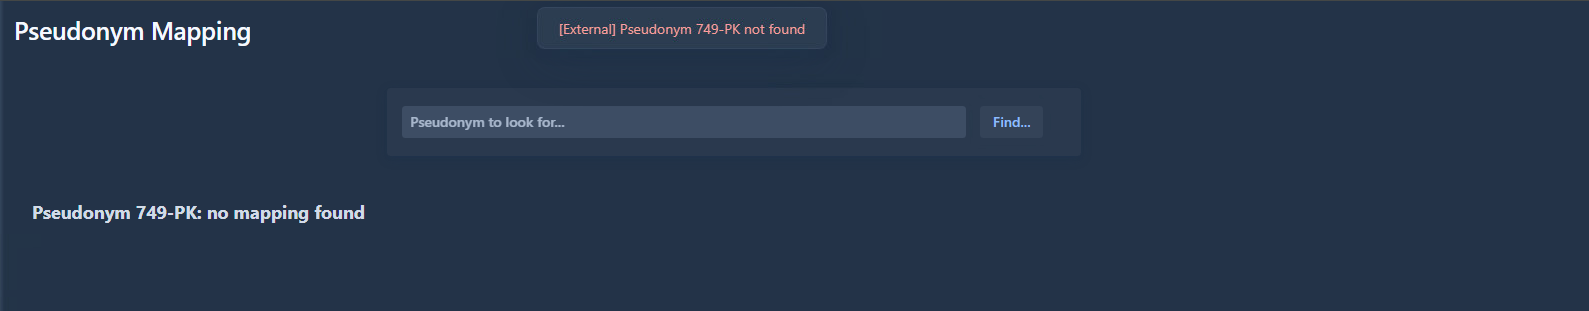 Pseudonym Mapping
[External] Pseudonym 749-PK not found
Pseudonym to look for...
Find...
Pseudonym 749-PK: no mapping found